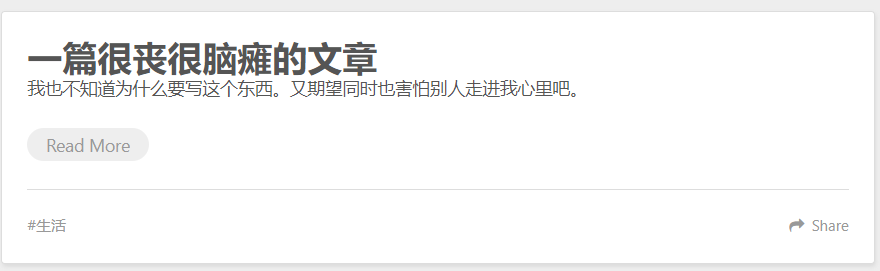 一篇很丧很脑瘫的文章
我也不知道为什么要写这个东西。又期望同时也害怕别人走进我心里吧。
Read More
#生活
Share